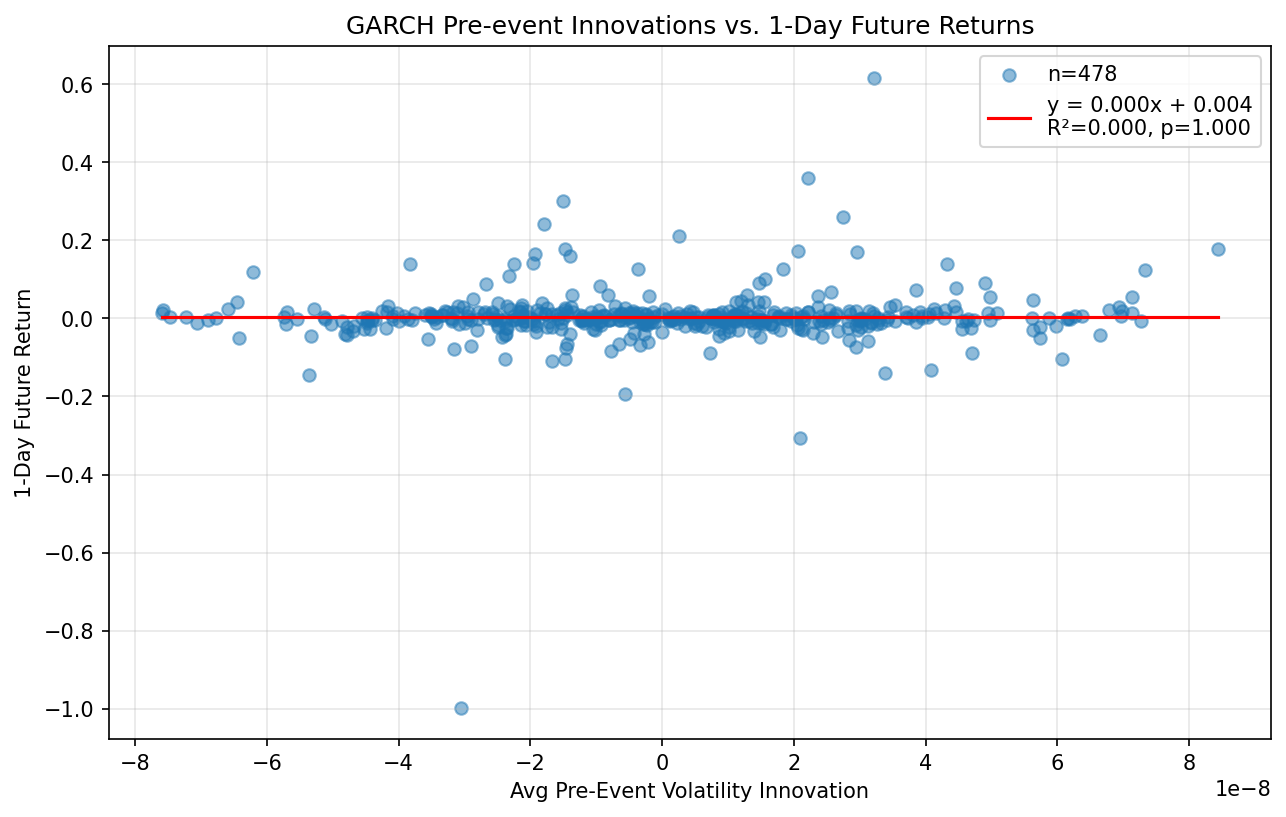 GARCH Pre-event Innovations vs. 1-Day Future Returns
n=478
y = 0.000x + 0.004
R²=0.000, p=1.000
1-Day Future Return
0.6
0.4
0.2
0.0
−0.2
−0.4
−0.6
−0.8
−1.0
−8
−6
−4
−2
0
2
4
6
8
1e−8
Avg Pre-Event Volatility Innovation